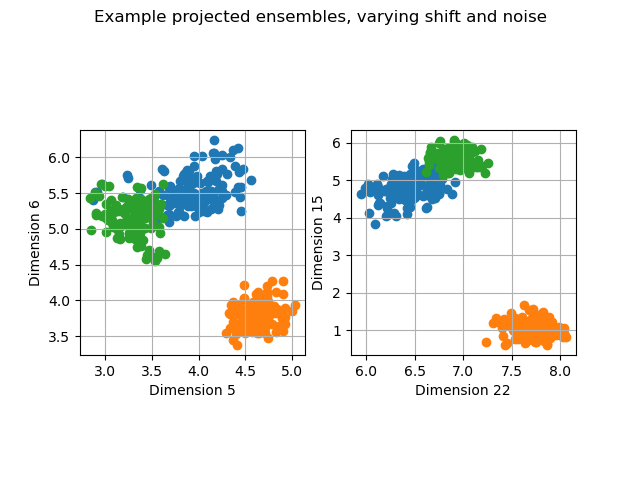 Example projected ensembles, varying shift and noise
6.0
5.5
5.0
4.5
4.0
3.5
Dimension 6
3.0 3.5 4.0 4.5 5.0
Dimension 5
6
5
4
3
2
1
Dimension 15
6.0 6.5 7.0 7.5 8.0
Dimension 22